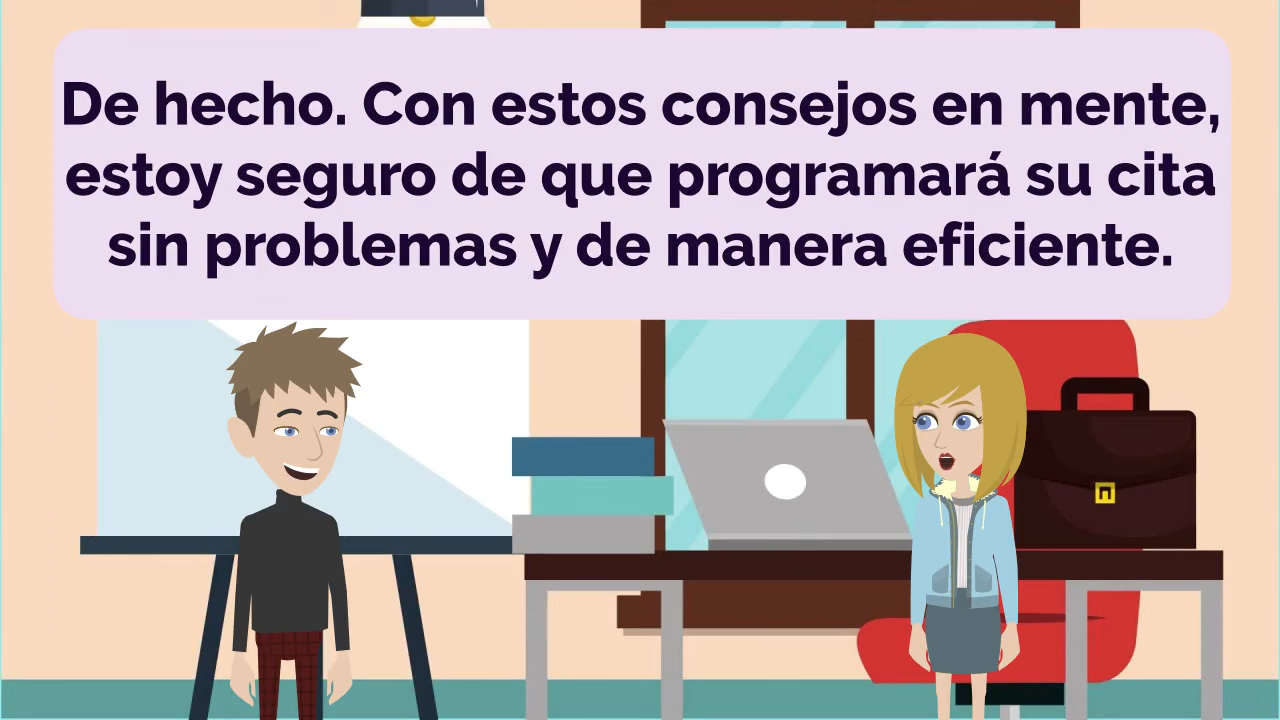 De hecho. Con estos consejos en mente,
estoy seguro de que programará su cita
sin problemas y de manera eficiente.